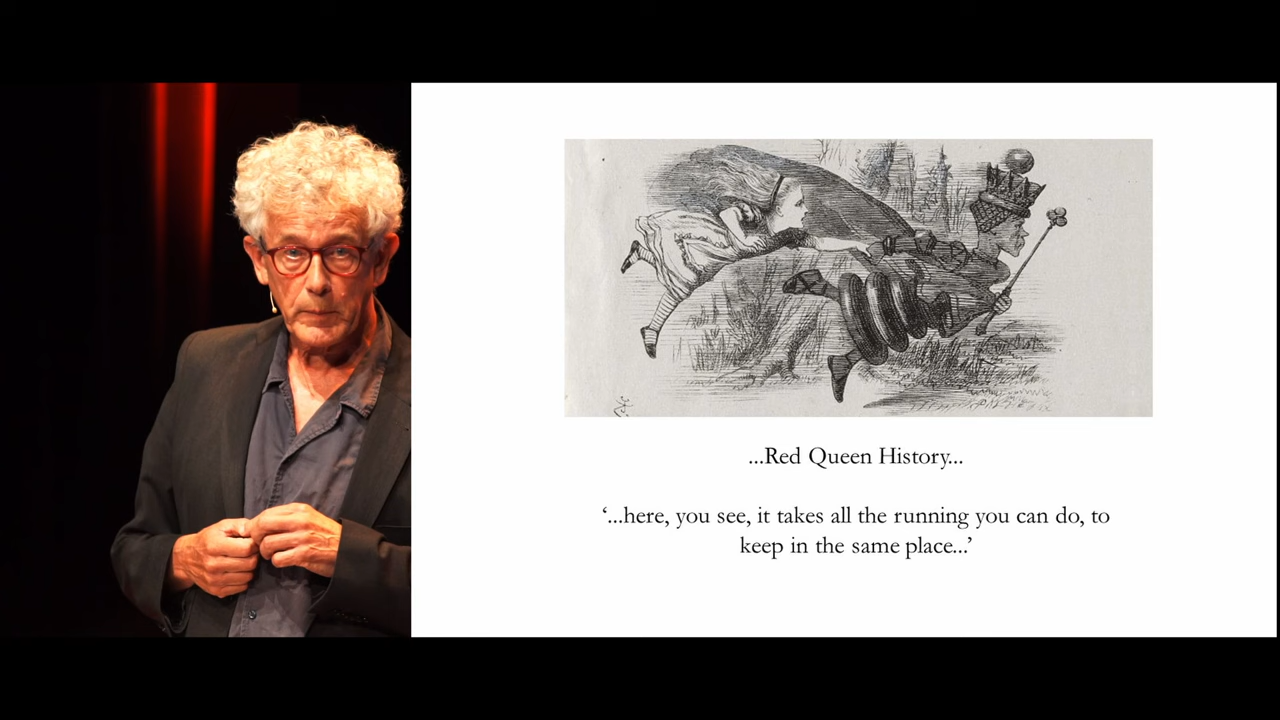 ...Red Queen History...
‘...here, you see, it takes all the running you can do, to
keep in the same place...’